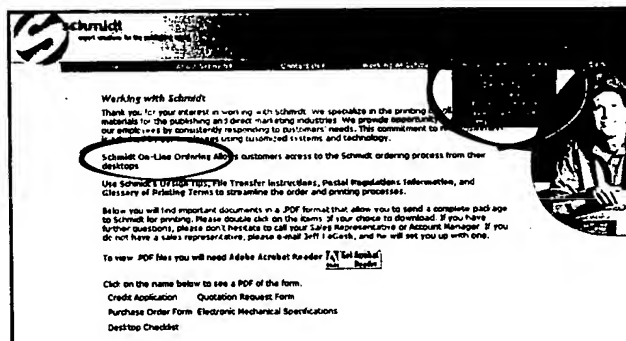 Schmidt
About Schmidt
Contact Us
Working with Schmidt
Working with Schmidt
Thank you for your interest in working with Schmidt. We specialize in the printing of
materials for the publishing and direct marketing industries. We provide opportunity
our employees by consistently responding to customers' needs. This commitment to
using customized systems and technology.
Schmidt On-Line Ordering Allows customers access to the Schmidt ordering process from their
desktops
Use Schmidt's Design Tips, File Transfer Instructions, Postal Regulations Information, and
Glossary of Printing Terms to streamline the order and printing processes.
Below you will find important documents in a .PDF format that allow you to send a complete package
to Schmidt for printing. Please double click on the items of your choice to download. If you have
further questions, please don't hesitate to call your Sales Representative or Account Manager. If you
do not have a sales representative, please e-mail Jeff and he will set you up with one.
To view .PDF files you will need Adobe Acrobat Reader Get Acrobat
Reader
Click on the name below to see a PDF of the form.
Credit Application Quotation Request Form
Purchase Order Form Electronic Mechanical Specifications
Desktop Checklist